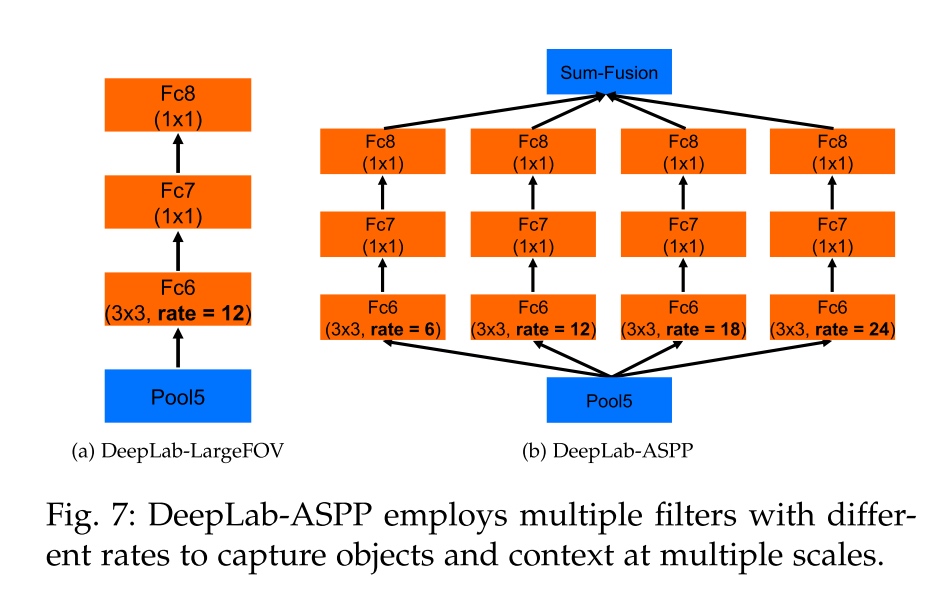 Fc8
(1x1)
Fc7
(1x1)
Fc6
(3x3, rate = 12)
Pool5
(a) DeepLab-LargeFOV
Sum-Fusion
Fc8
(1x1)
Fc8
(1x1)
Fc8
(1x1)
Fc8
(1x1)
Fc7
(1x1)
Fc7
(1x1)
Fc7
(1x1)
Fc7
(1x1)
Fc6
(3x3, rate = 6)
Fc6
(3x3, rate = 12)
Fc6
(3x3, rate = 18)
Fc6
(3x3, rate = 24)
Pool5
(b) DeepLab-ASPP
Fig. 7: DeepLab-ASPP employs multiple filters with differ-
ent rates to capture objects and context at multiple scales.